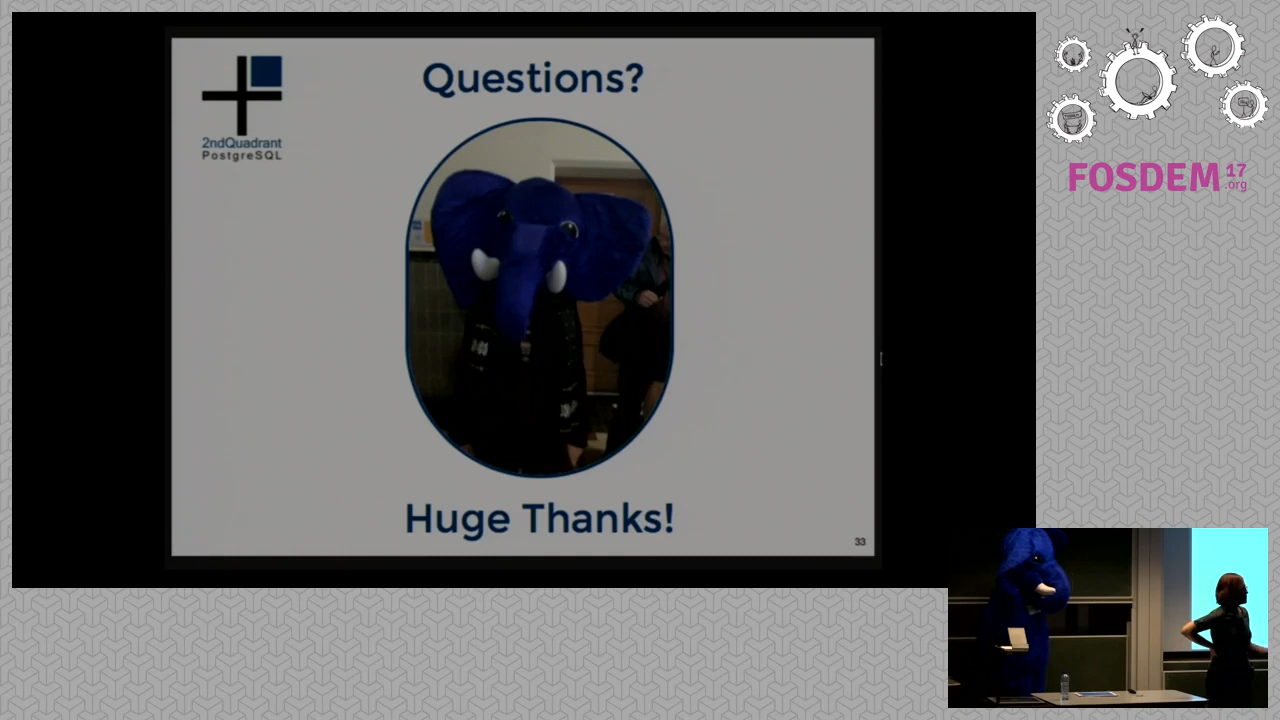 Questions?
2ndQuadrant
PostgreSQL
Huge Thanks!
33
FOSDEM 17
.org